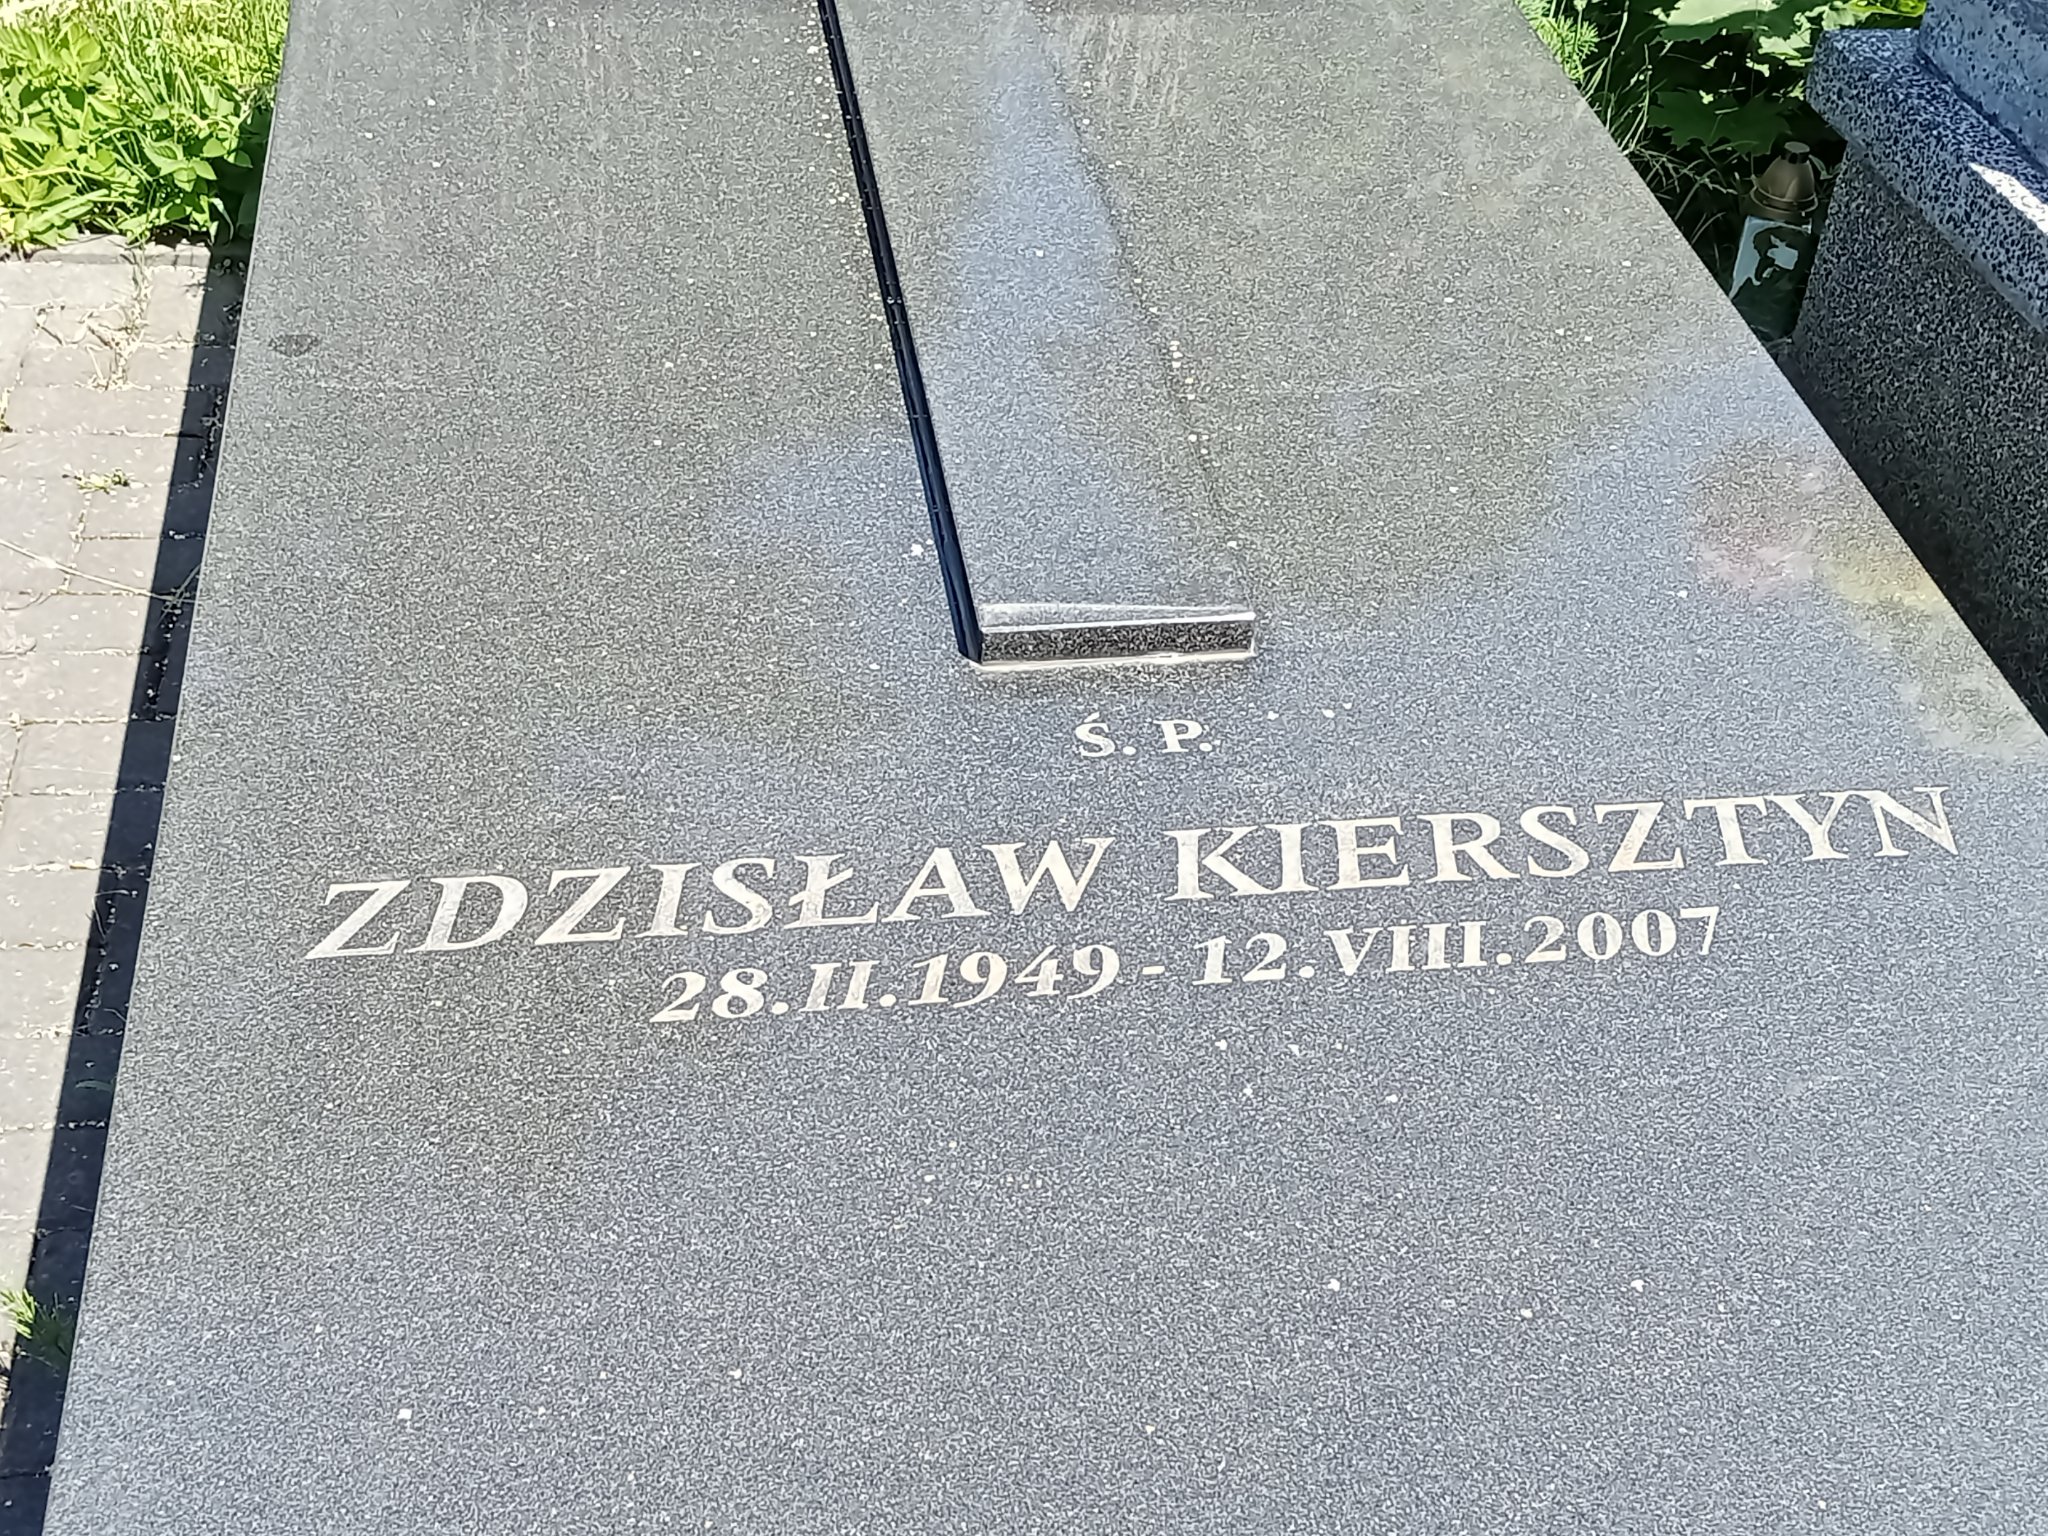 Ś. P.
ZDZISŁAW KIERSZTYN
28.II.1949 - 12.VIII.2007